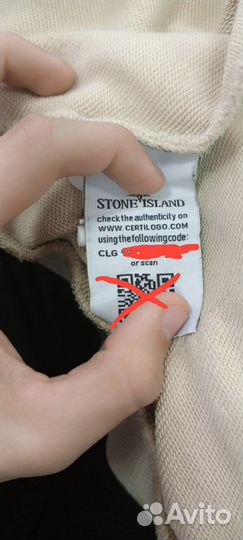 STONE ISLAND
check the authenticity on
WWW.CERTILOGO.COM
using the following code:
CLG
or scan
Avito